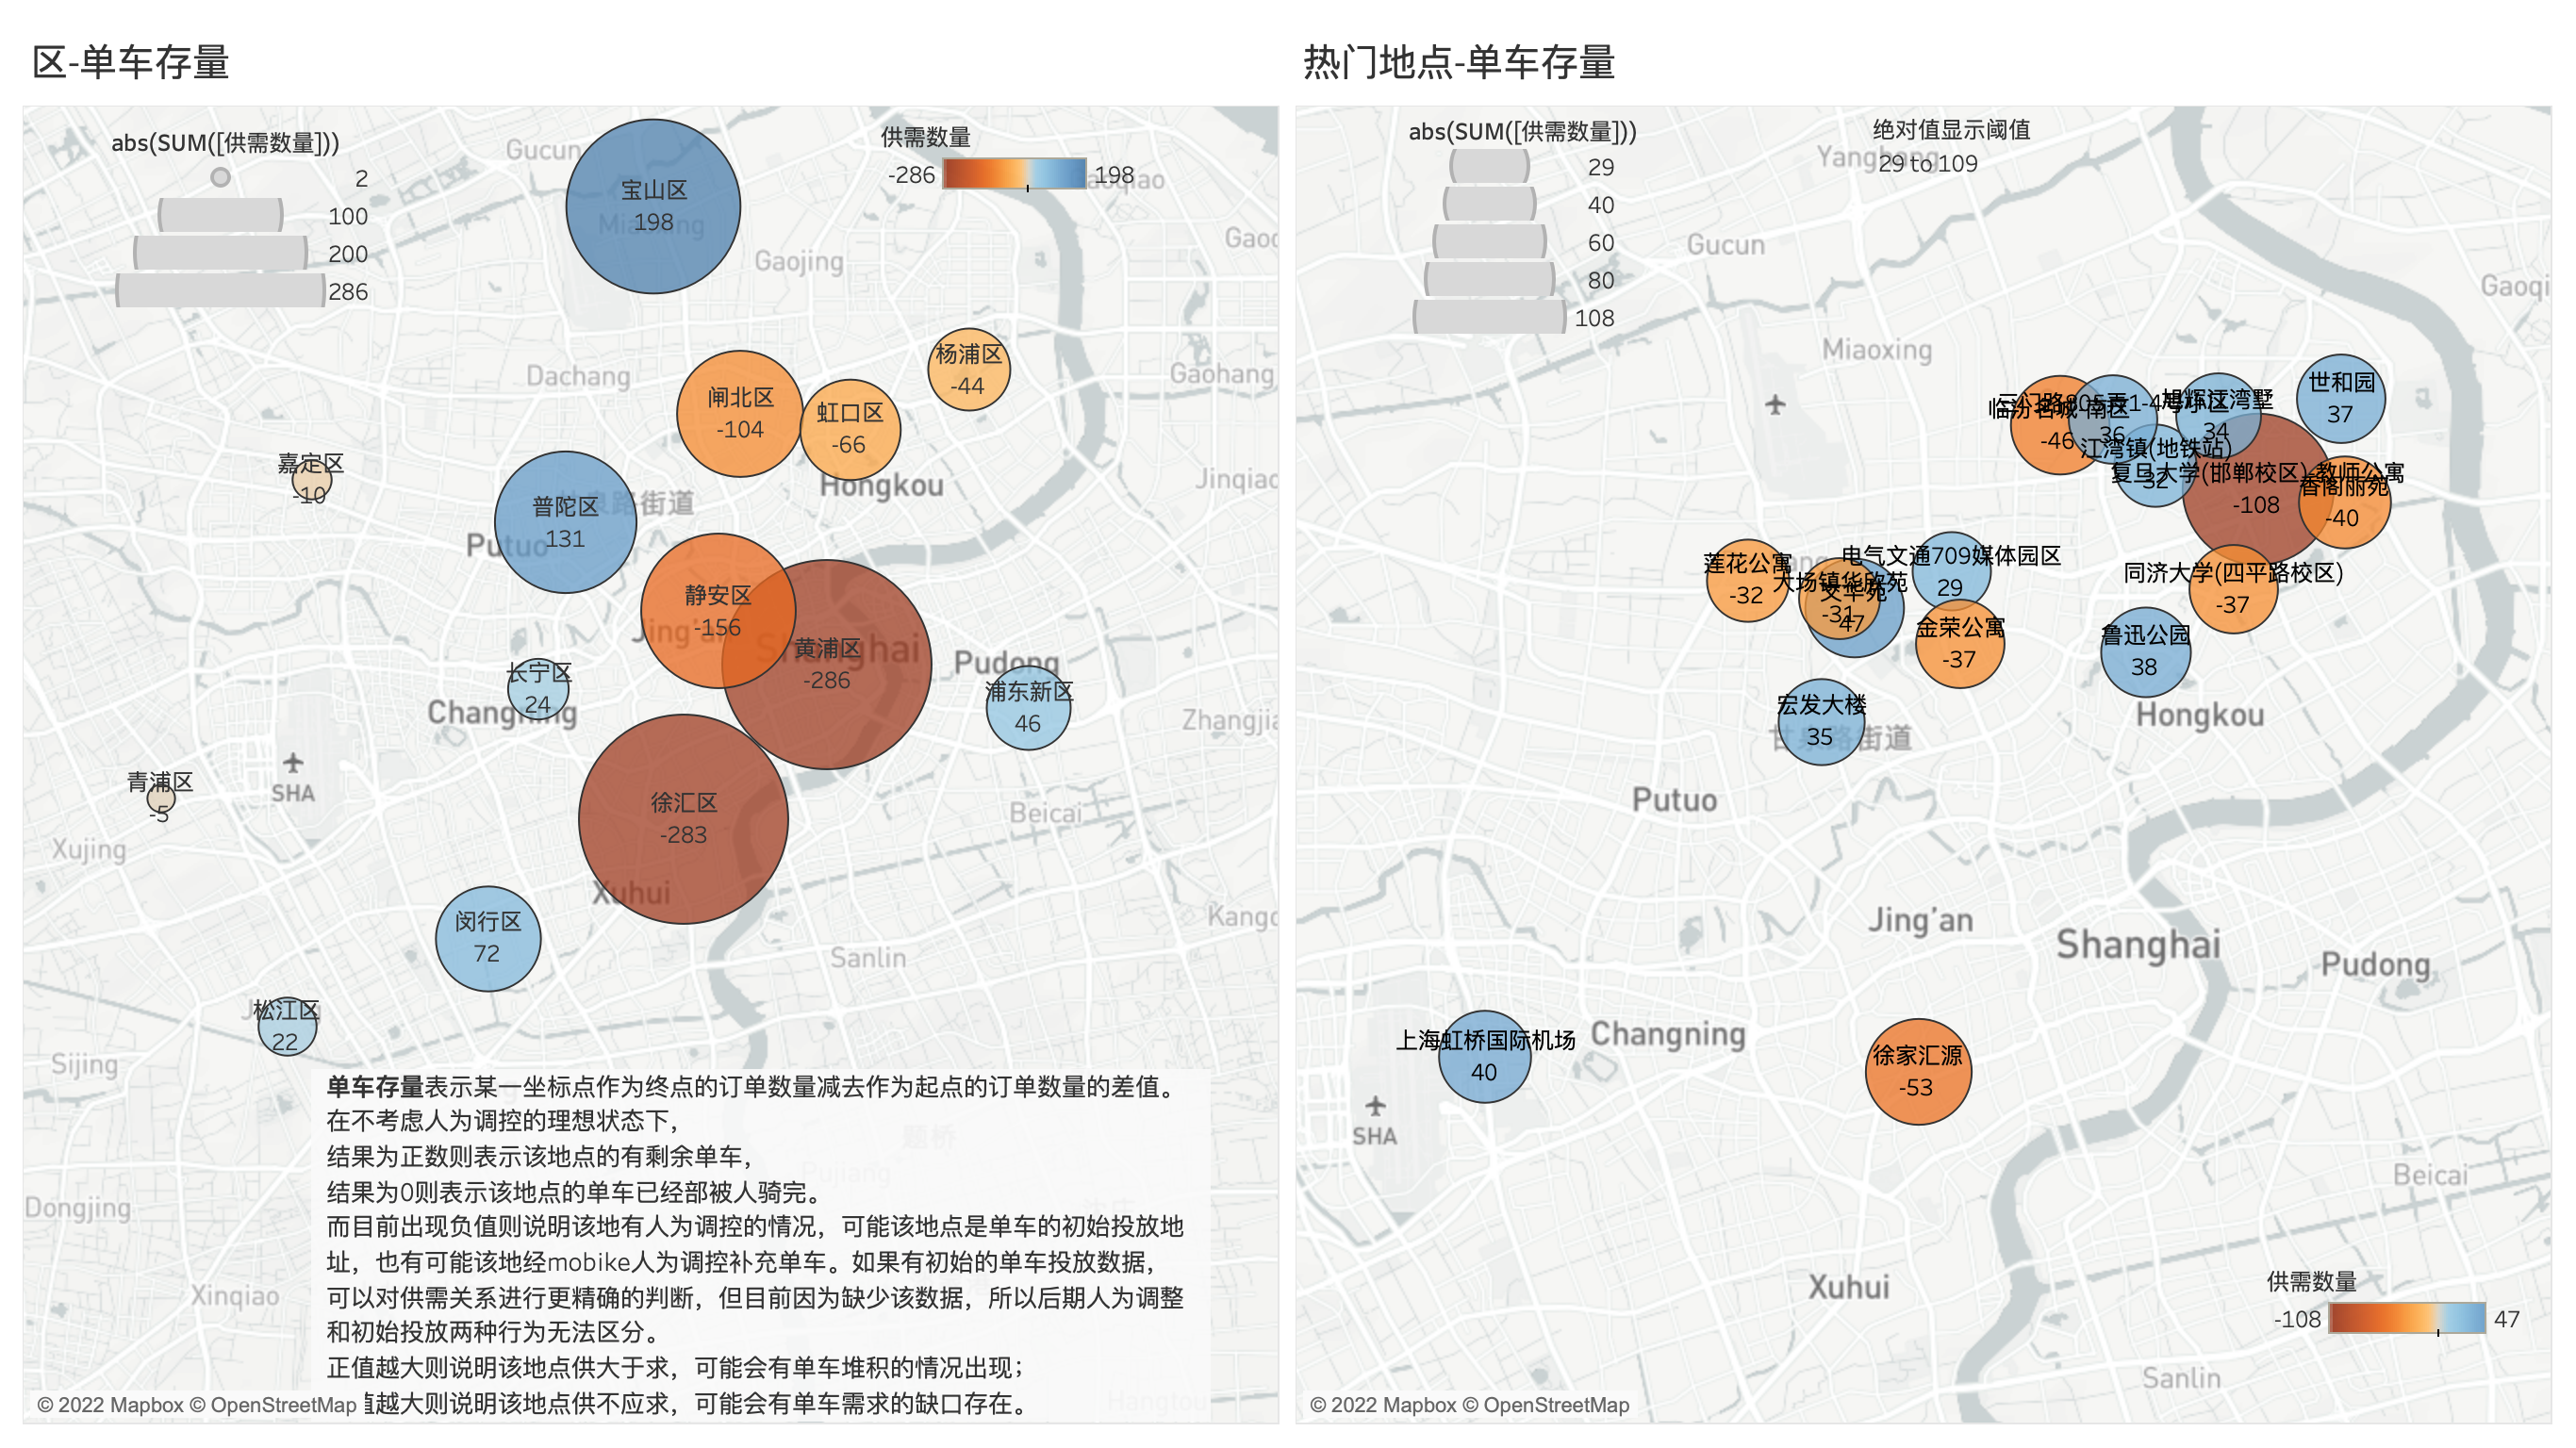 区-单车存量
abs(SUM([供需数量]))
2
100
200
286
供需数量
-286
198
Gucun
宝山区
198
Gaojing
Dachang
杨浦区
-44
闸北区
-104
虹口区
-66
Hongkou
Gaohang
嘉定区
-10
普陀区
131
Putuo
静安区
-156
黄浦区
-286
Shanghai
Pudong
浦东新区
46
长宁区
24
Changning
青浦区
-5
SHA
徐汇区
-283
Xuhui
Beicai
Xujing
闵行区
72
Sanlin
松江区
22
Sijing
Dongjing
Xinqiao
单车存量表示某一坐标点作为终点的订单数量减去作为起点的订单数量的差值。
在不考虑人为调控的理想状态下，
结果为正数则表示该地点的有剩余单车，
结果为0则表示该地点的单车已经部被人骑完。
而目前出现负值则说明该地有人为调控的情况，可能该地点是单车的初始投放地
址，也有可能该地经mobike人为调控补充单车。如果有初始的单车投放数据，
可以对供需关系进行更精确的判断，但目前因为缺少该数据，所以后期人为调整
和初始投放两种行为无法区分。
正值越大则说明该地点供大于求，可能会有单车堆积的情况出现；
值越大则说明该地点供不应求，可能会有单车需求的缺口存在。
© 2022 Mapbox © OpenStreetMap
热门地点-单车存量
abs(SUM([供需数量]))
29
40
60
80
108
绝对值显示阈值
29 to 109
Gucun
Miaoxing
世和园
37
-46
36
34
江湾镇(地铁站)
32
复旦大学(邯郸校区)教师公寓
-108
香阁丽苑
-40
同济大学(四平路校区)
-37
莲花公寓
-32
大场镇华欣苑
-31
文华苑
47
电气文通709媒体园区
29
金荣公寓
-37
鲁迅公园
38
Hongkou
宏发大楼
35
Putuo
Jing'an
Shanghai
Pudong
上海虹桥国际机场
40
Changning
SHA
徐家汇源
-53
Xuhui
Beicai
Sanlin
供需数量
-108
47
© 2022 Mapbox © OpenStreetMap